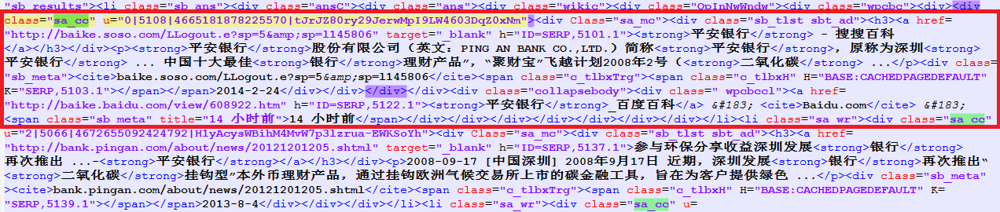 "sb_results"><li class="sb_ans"><div class="ansC"><div class="ans"><div class="wikic"><div class="OpInNwWndw"><div class="wpcbc"><div><div
class="sa_cc" u="0|5108|4665181878225570|tJrJZ80ry29JerwMpI9LW4603DqZ0xNm"><div Class="sa_mc"><div class="sb_tlst sbt_ad"><h3><a href=
"http://baike.soso.com/LLogout.e?sp=5&amp;sp=l145806" target="_blank" h="ID=SERP,5101.1"><strong>平安银行</strong> - 搜搜百科
</a></h3></div><p><strong>平安银行</strong>股份有限公司（英文：PING AN BANK CO.,LTD.）简称<strong>平安银行</strong>，原称为深圳<strong>
平安银行</strong> ... 中国十大最佳<strong>银行</strong>理财产品”，“聚财宝”飞越计划2008年2号（<strong>二氧化碳</strong> ...</p><div class=
"sb_meta"><cite>baike.soso.com/LLogout.e?sp=5&amp;sp=l145806</cite><span class="c_tlbxTrg"><span class="c_tlbxH" H="BASE:CACHEDPAGEDEFAULT"
K="SERP,5103.1"></span></span>2014-2-24</div></div></div></div><div class="collapsebody"><div class=" wpcbccl"><a href=
"http://baike.baidu.com/view/608922.htm" h="ID=SERP,5122.1"><strong>平安银行</strong>_百度百科</a> &#183; <cite>Baidu.com</cite> &#183;
<span class="sb_meta" title="14 小时前">14 小时前</span></div></div></div></div></div></div></div></div></li><li class="sa_wr"><div class="sa_cc"
u="2|5066|4672655092424792|H1yAcysWBihM4MvW7p3lzrua-EWKSoYh"><div Class="sa_mc"><div class="sb_tlst sbt_ad"><h3><a href=
"http://bank.pingan.com/about/news/20121201205.shtml" target="_blank" h="ID=SERP,5137.1">参与环保分享收益深圳发展<strong>银行</strong>
再次推出 ...-<strong>平安银行</strong></a></h3></div><p>2008-09-17 [中国深圳] 2008年9月17日 近期，深圳发展<strong>银行</strong>再次推出“
<strong>二氧化碳</strong>挂钩型”本外币理财产品，通过挂钩欧洲气候交易所上市的碳金融工具，旨在为客户提供绿色 ...</p><div class="sb_meta"
><cite>bank.pingan.com/about/news/20121201205.shtml</cite><span class="c_tlbxTrg"><span class="c_tlbxH" H="BASE:CACHEDPAGEDEFAULT" K=
"SERP,5139.1"></span></span>2013-8-4</div></div></div></li><li class="sa_wr"><div class="sa_cc" u=